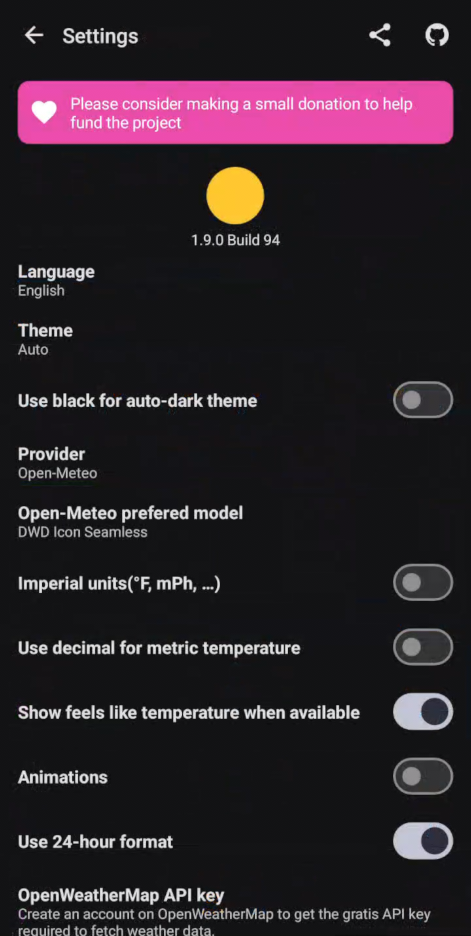 Settings
Please consider making a small donation to help
fund the project
1.9.0 Build 94
Language
English
Theme
Auto
Use black for auto-dark theme
Provider
Open-Meteo
Open-Meteo prefered model
DWD Icon Seamless
Imperial units(°F, mPh, ...)
Use decimal for metric temperature
Show feels like temperature when available
Animations
Use 24-hour format
OpenWeatherMap API key
Create an account on OpenWeatherMap to get the gratis API key
required to fetch weather data.